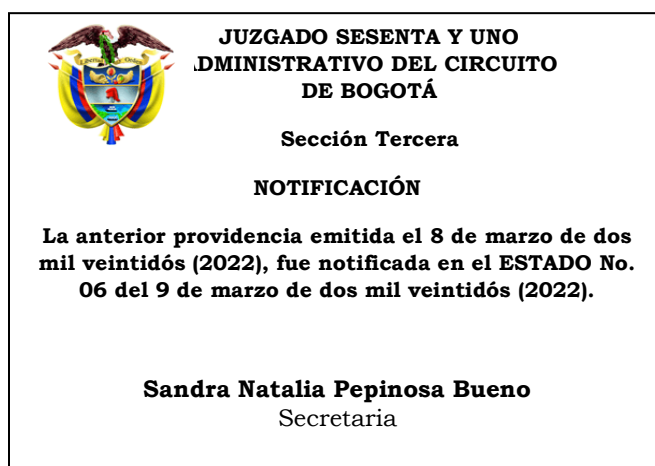 JUZGADO SESENTA Y UNO
.DMINISTRATIVO DEL CIRCUITO
DE BOGOTÁ
Sección Tercera
NOTIFICACIÓN
La anterior providencia emitida el 8 de marzo de dos
mil veintidós (2022), fue notificada en el ESTADO No.
06 del 9 de marzo de dos mil veintidós (2022).
Sandra Natalia Pepinosa Bueno
Secretaria